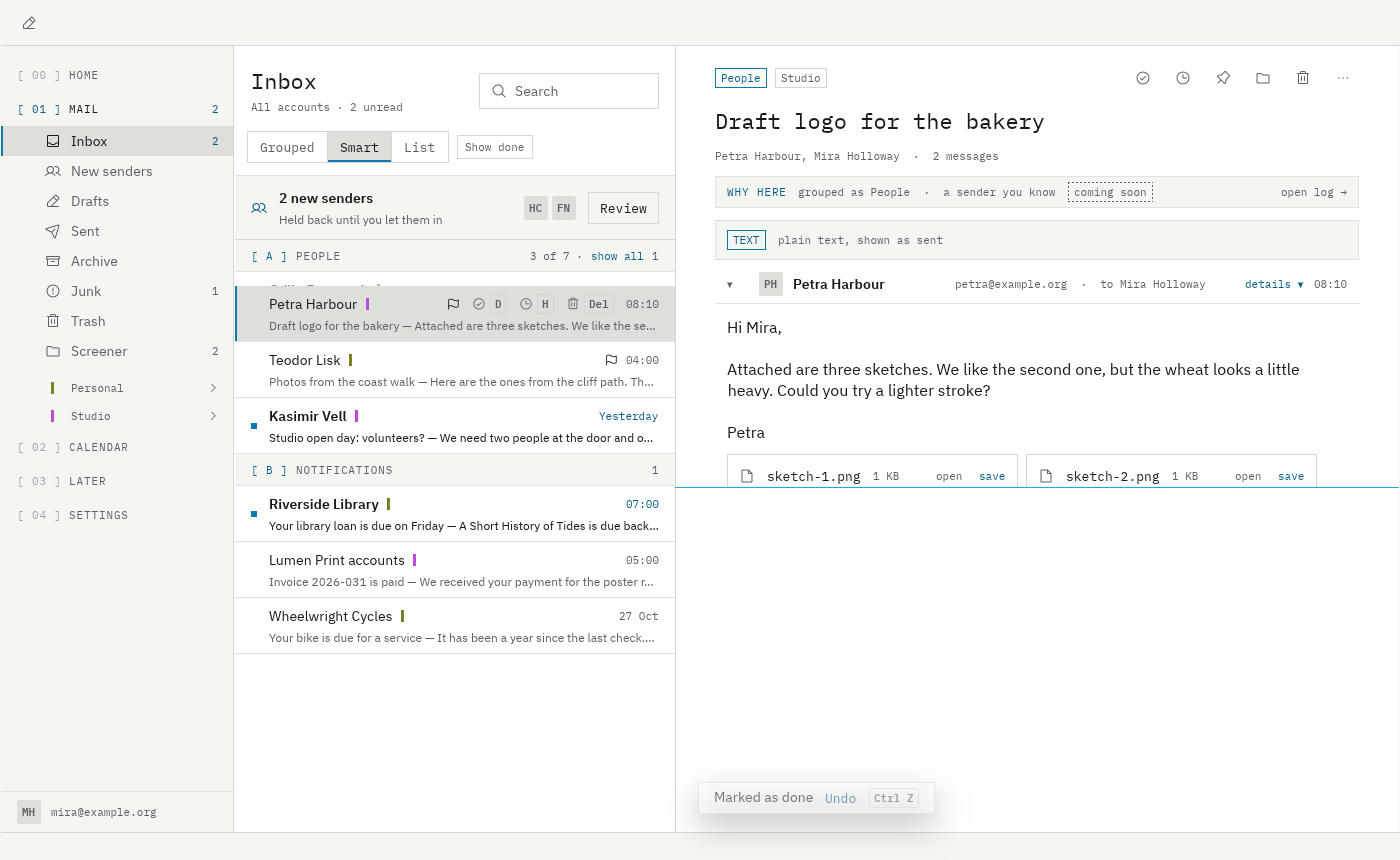 [ 00 ] HOME
[ 01 ] MAIL 2
Inbox 2
New senders
Drafts
Sent
Archive
Junk 1
Trash
Screener 2
Personal
Studio
[ 02 ] CALENDAR
[ 03 ] LATER
[ 04 ] SETTINGS
MH mira@example.org
Inbox
All accounts · 2 unread
Search
Grouped Smart List Show done
2 new senders
Held back until you let them in
HC FN Review
[ A ] PEOPLE 3 of 7 · show all 1
Petra Harbour D H Del 08:10
Draft logo for the bakery — Attached are three sketches. We like the se…
Teodor Lisk 04:00
Photos from the coast walk — Here are the ones from the cliff path. Th…
Kasimir Vell Yesterday
Studio open day: volunteers? — We need two people at the door and o…
[ B ] NOTIFICATIONS 1
Riverside Library 07:00
Your library loan is due on Friday — A Short History of Tides is due back…
Lumen Print accounts 05:00
Invoice 2026-031 is paid — We received your payment for the poster r…
Wheelwright Cycles 27 Oct
Your bike is due for a service — It has been a year since the last check.…
People Studio
Draft logo for the bakery
Petra Harbour, Mira Holloway · 2 messages
WHY HERE grouped as People · a sender you know coming soon open log →
TEXT plain text, shown as sent
▾ PH Petra Harbour petra@example.org · to Mira Holloway details ▾ 08:10
Hi Mira,
Attached are three sketches. We like the second one, but the wheat looks a little
heavy. Could you try a lighter stroke?
Petra
sketch-1.png 1 KB open save
sketch-2.png 1 KB open save
Marked as done Undo Ctrl Z